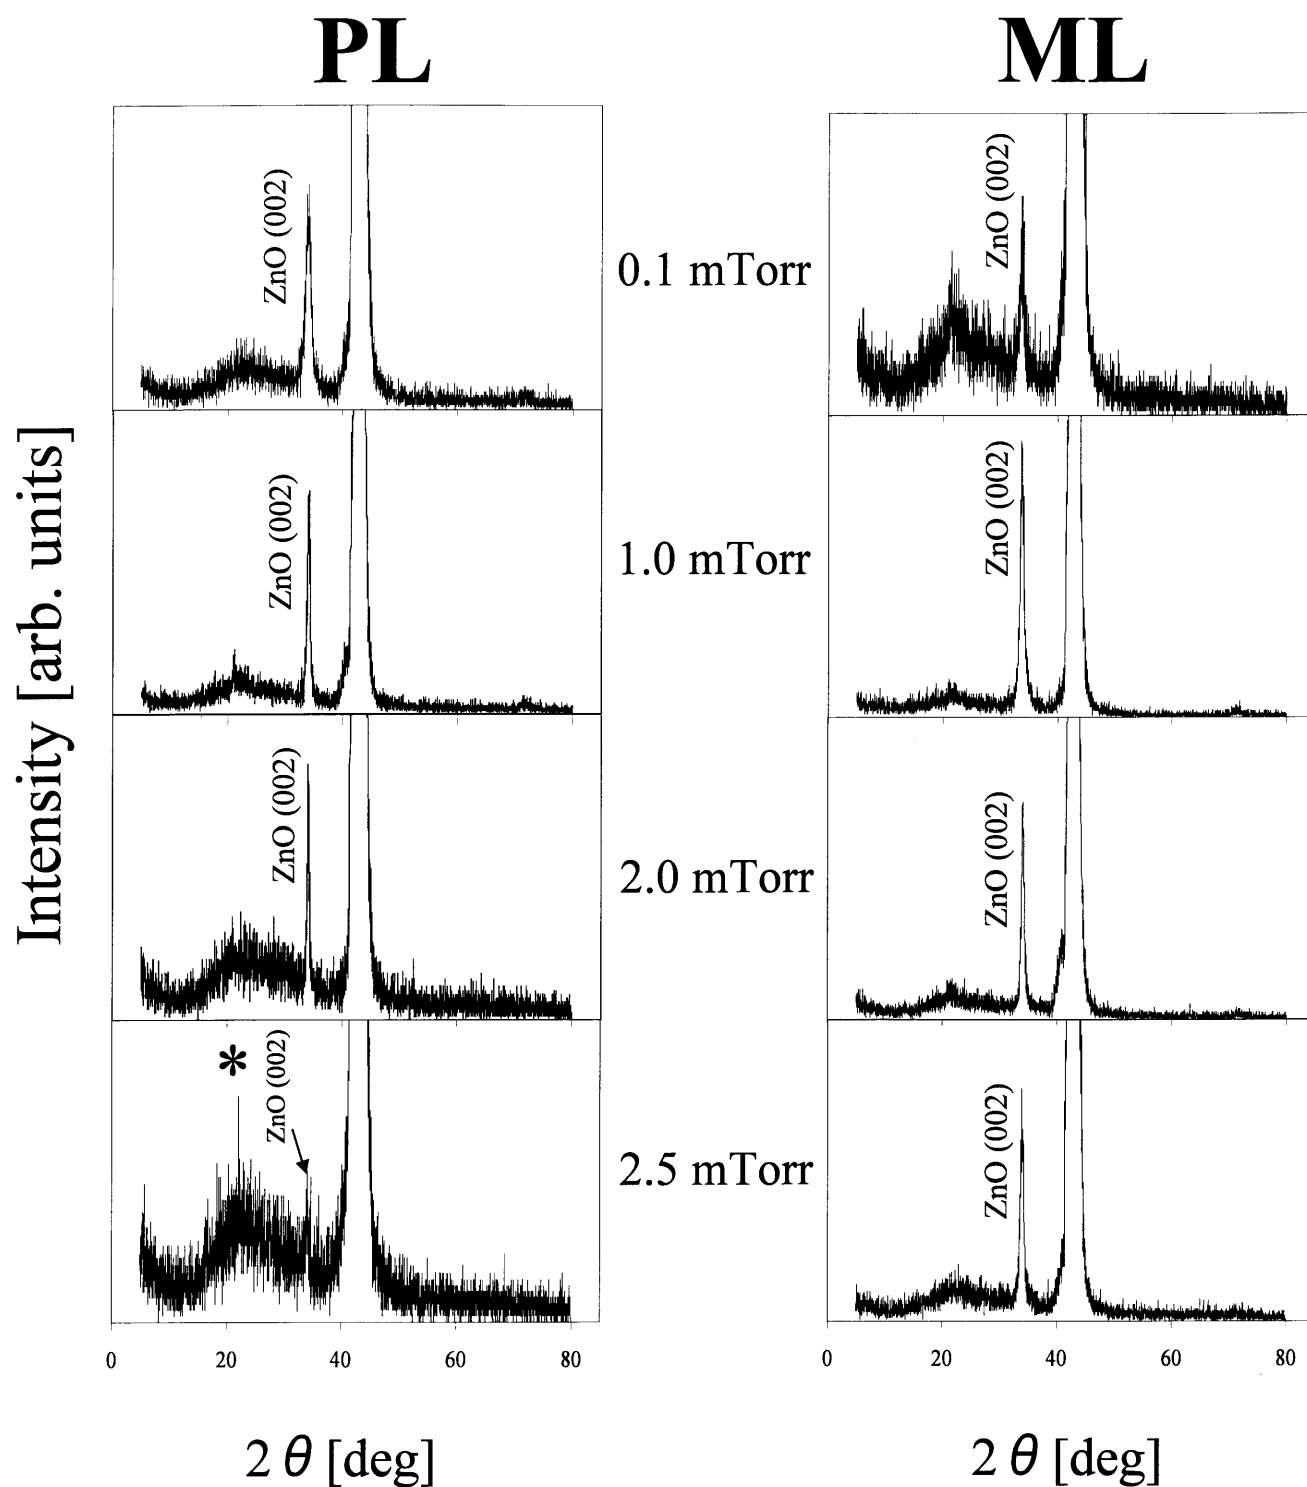 PL
ML
Intensity [arb. units]
ZnO (002)
0.1 mTorr
ZnO (002)
ZnO (002)
1.0 mTorr
ZnO (002)
ZnO (002)
2.0 mTorr
ZnO (002)
*
ZnO (002)
2.5 mTorr
ZnO (002)
0 20 40 60 80
0 20 40 60 80
2 θ [deg]
2 θ [deg]